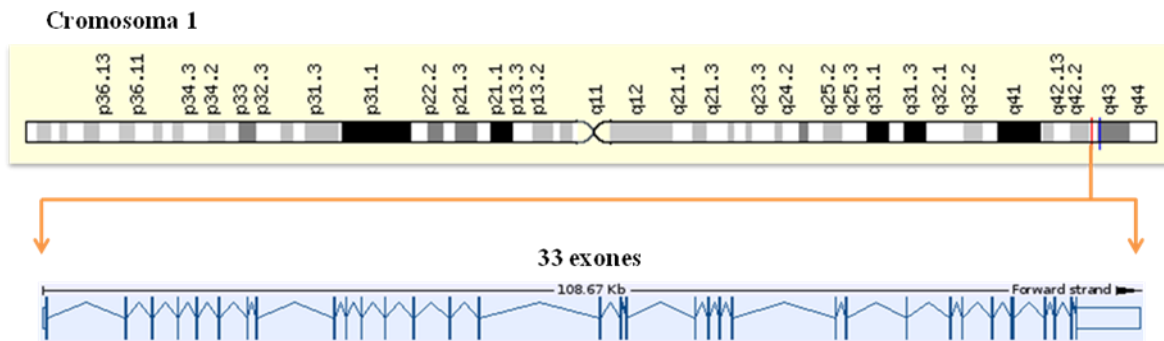 Cromosoma 1
p36.13 p36.11 p34.3 p34.2 p33 p32.3 p31.3 p31.1 p22.2 p21.3 p21.1 p13.3 p13.2 q11 q12 q21.1 q21.3 q23.3 q24.2 q25.2 q25.3 q31.1 q31.3 q32.1 q32.2 q41 q42.13 q42.2 q43 q44
33 exones
108.67 Kb Forward strand